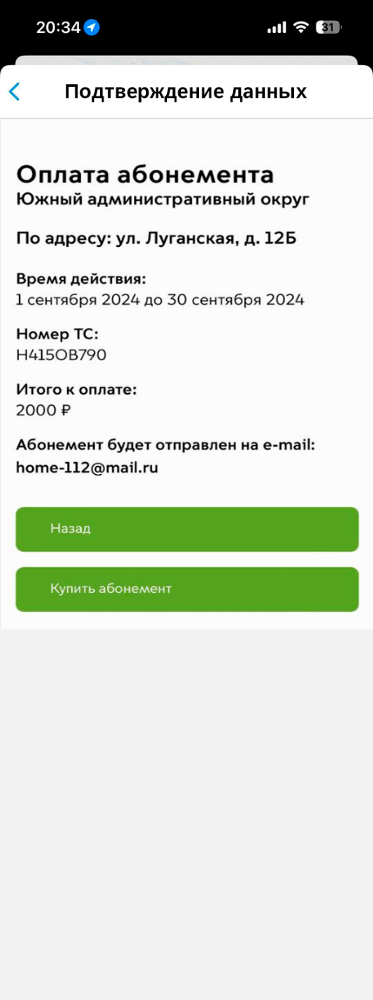 20:34
31
Подтверждение данных
Оплата абонемента
Южный административный округ
По адресу: ул. Луганская, д. 12Б
Время действия:
1 сентября 2024 до 30 сентября 2024
Номер ТС:
Н415ОВ790
Итого к оплате:
2000 ₽
Абонемент будет отправлен на e-mail:
home-112@mail.ru
Назад
Купить абонемент